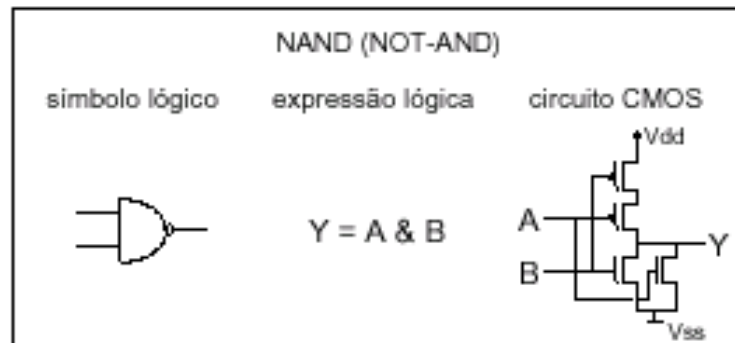 NAND (NOT-AND)
símbolo lógico expressão lógica circuito CMOS
Vdd
A
Y = A & B
Y
B
Vss